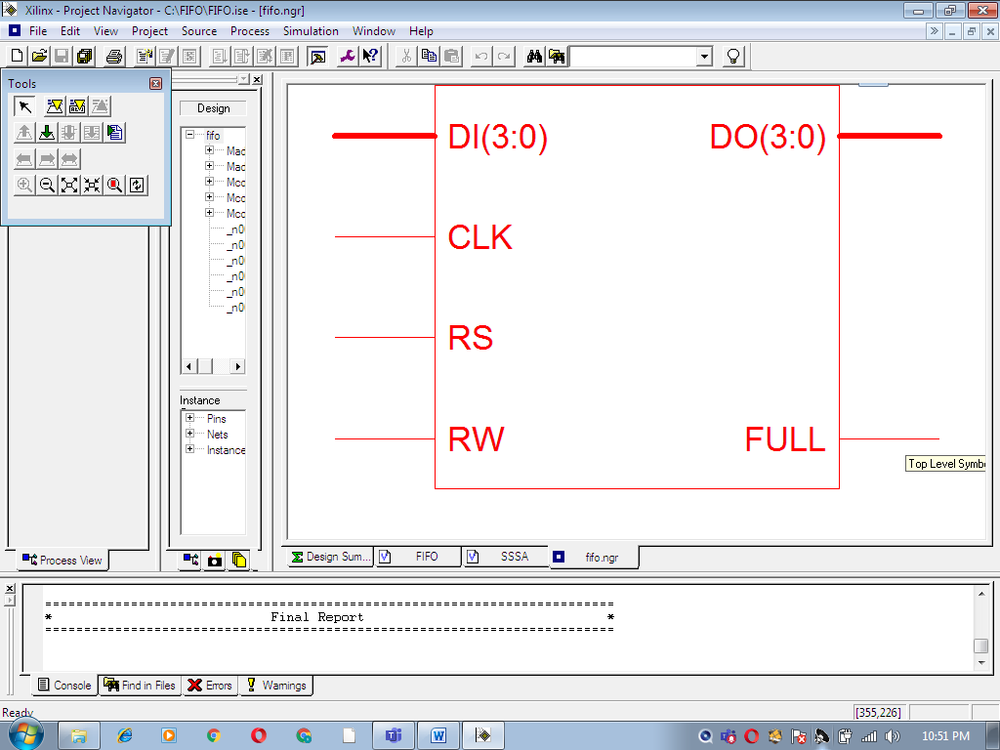 Xilinx - Project Navigator - C:\FIFO\FIFO.ise - [fifo.ngr]
File Edit View Project Source Process Simulation Window Help
Tools
Design
fifo
Mac
Mac
Mcc
Mcc
Mcc
_n0
_n0
_n0
_n0
_n0
_n0
Instance
Pins
Nets
Instance
Process View
DI(3:0) DO(3:0)
CLK
RS
RW FULL
Top Level Symb
Design Sum... FIFO SSSA fifo.ngr
==========================================================================
* Final Report *
==========================================================================
Console Find in Files Errors Warnings
Ready [355,226]
10:51 PM